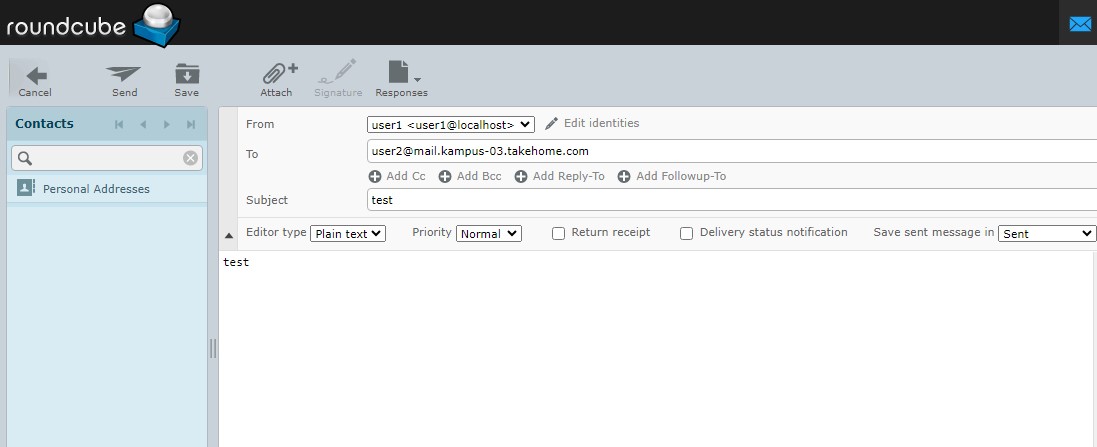 roundcube
Cancel Send Save Attach Signature Responses
Contacts
Personal Addresses
From user1 <user1@localhost> Edit identities
To user2@mail.kampus-03.takehome.com
Add Cc Add Bcc Add Reply-To Add Followup-To
Subject test
Editor type Plain text Priority Normal Return receipt Delivery status notification Save sent message in Sent
test